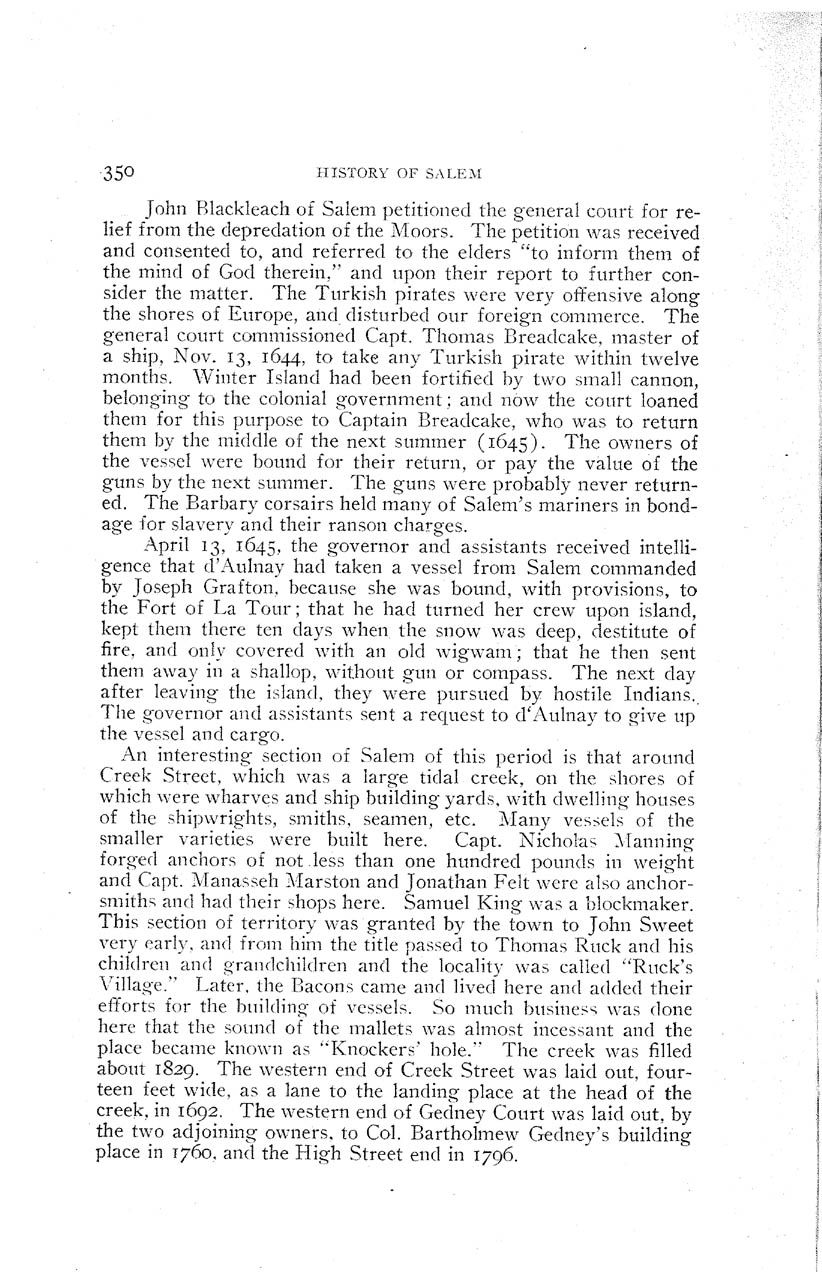 350 HISTORY OF SALEM
John Blackleach of Salem petitioned the general court for re-
lief from the depredation of the Moors. The petition was received
and consented to, and referred to the elders “to inform them of
the mind of God therein,” and upon their report to further con-
sider the matter. The Turkish pirates were very offensive along
the shores of Europe, and disturbed our foreign commerce. The
general court commissioned Capt. Thomas Breadcake, master of
a ship, Nov. 13, 1644, to take any Turkish pirate within twelve
months. Winter Island had been fortified by two small cannon,
belonging to the colonial government; and now the court loaned
them for this purpose to Captain Breadcake, who was to return
them by the middle of the next summer (1645). The owners of
the vessel were bound for their return, or pay the value of the
guns by the next summer. The guns were probably never return-
ed. The Barbary corsairs held many of Salem's mariners in bond-
age for slavery and their ranson charges.
April 13, 1645, the governor and assistants received intelli-
gence that d'Aulnay had taken a vessel from Salem commanded
by Joseph Grafton, because she was bound, with provisions, to
the Fort of La Tour; that he had turned her crew upon island,
kept them there ten days when the snow was deep, destitute of
fire, and only covered with an old wigwam; that he then sent
them away in a shallop, without gun or compass. The next day
after leaving the island, they were pursued by hostile Indians.
The governor and assistants sent a request to d‘Aulnay to give up
the vessel and cargo.
An interesting section of Salem of this period is that around
Creek Street, which was a large tidal creek, on the shores of
which were wharves and ship building yards, with dwelling houses
of the shipwrights, smiths, seamen, etc. Many vessels of the
smaller varieties were built here. Capt. Nicholas Manning
forged anchors of not less than one hundred pounds in weight
and Capt. Manasseh Marston and Jonathan Felt were also anchor-
smiths and had their shops here. Samuel King was a blockmaker.
This section of territory was granted by the town to John Sweet
very early, and from him the title passed to Thomas Ruck and his
children and grandchildren and the locality was called “Ruck's
Village.” Later, the Bacons came and lived here and added their
efforts for the building of vessels. So much business was done
here that the sound of the mallets was almost incessant and the
place became known as “Knockers' hole.” The creek was filled
about 1829. The western end of Creek Street was laid out, four-
teen feet wide, as a lane to the landing place at the head of the
creek, in 1692. The western end of Gedney Court was laid out, by
the two adjoining owners, to Col. Bartholmew Gedney's building
place in 1760, and the High Street end in 1796.